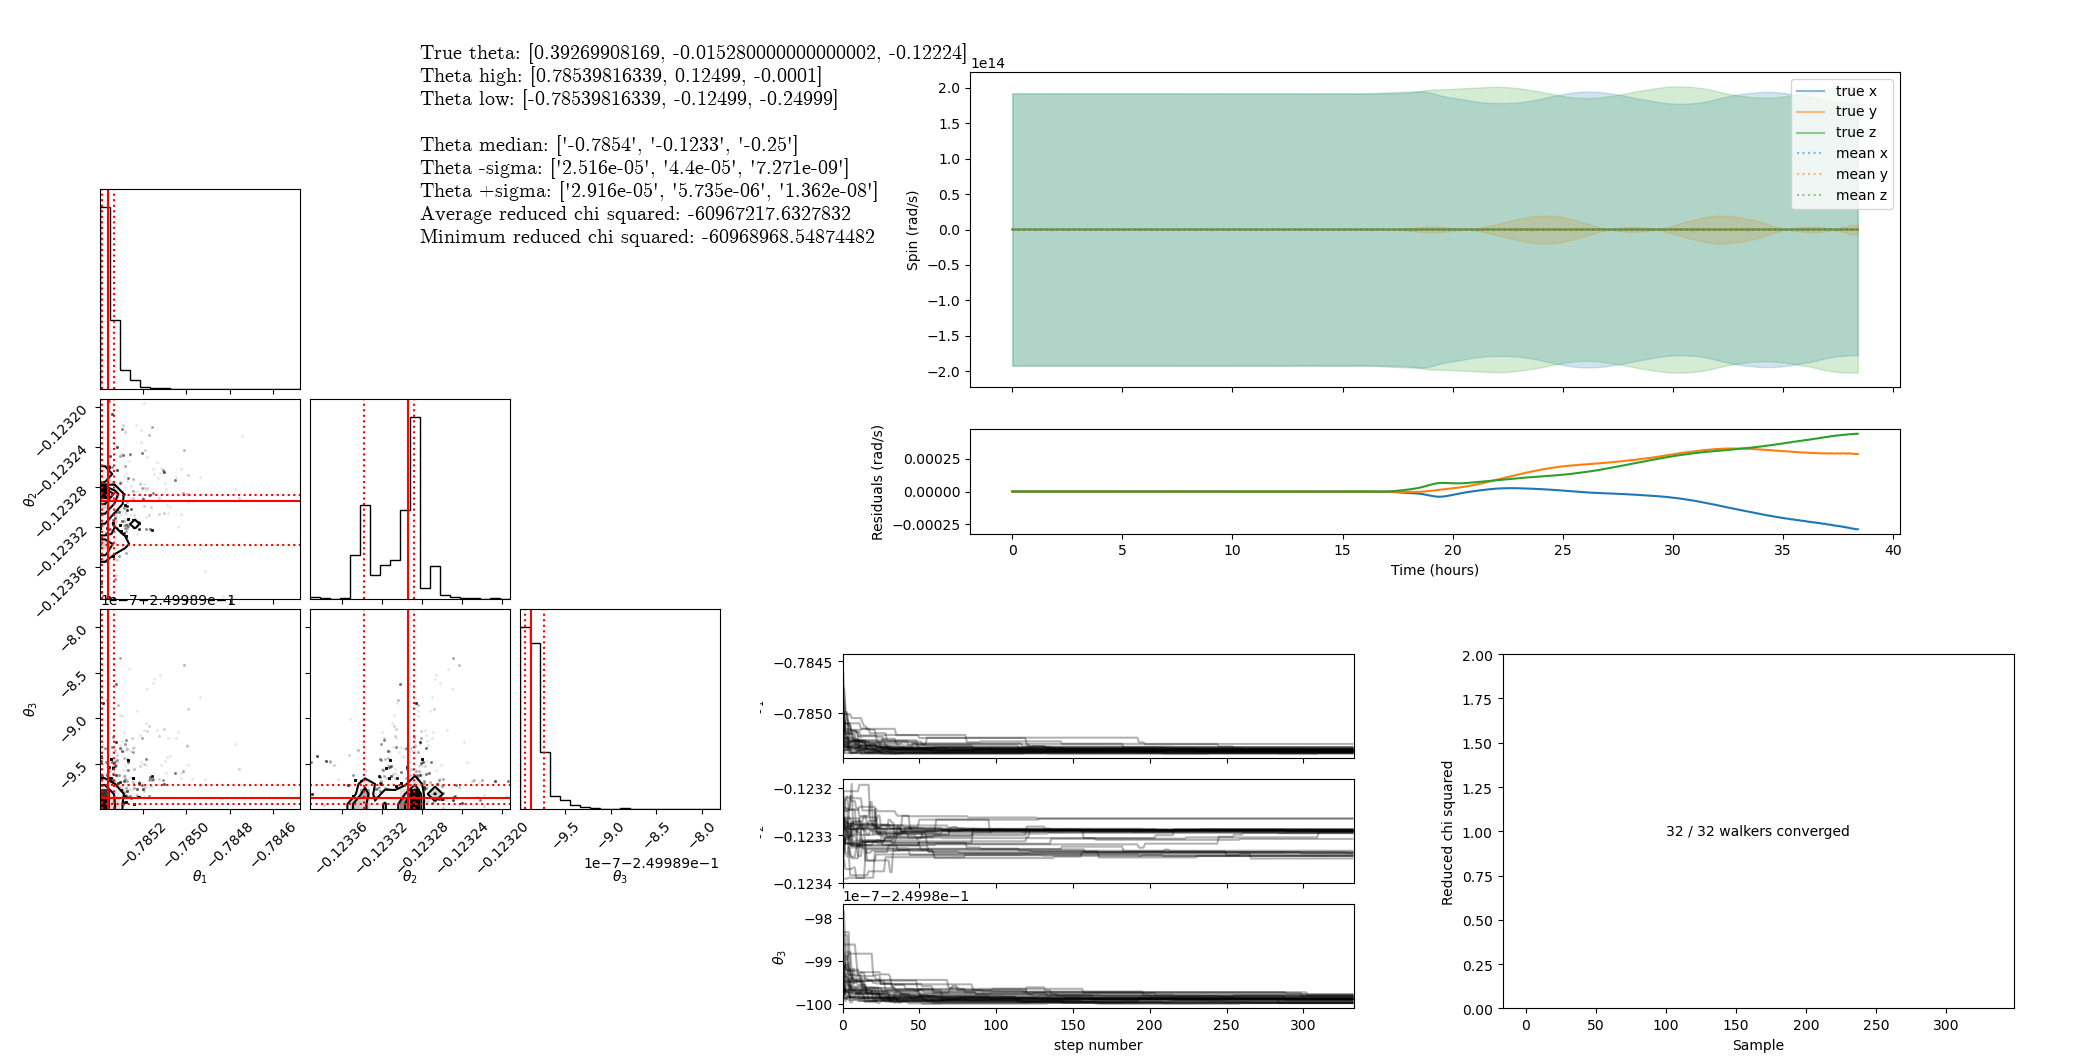 True theta: [0.39269908169, -0.015280000000000002, -0.12224]
Theta high: [0.78539816339, 0.12499, -0.0001]
Theta low: [-0.78539816339, -0.12499, -0.24999]
Theta median: ['-0.7854', '-0.1233', '-0.25']
Theta -sigma: ['2.516e-05', '4.4e-05', '7.271e-09']
Theta +sigma: ['2.916e-05', '5.735e-06', '1.362e-08']
Average reduced chi squared: -60967217.6327832
Minimum reduced chi squared: -60968968.54874482
1e14
2.0
1.5
1.0
0.5
0.0
−0.5
−1.0
−1.5
−2.0
Spin (rad/s)
true x
true y
true z
mean x
mean y
mean z
0.00025
0.00000
−0.00025
Residuals (rad/s)
0 5 10 15 20 25 30 35 40
Time (hours)
−0.12320
−0.12324
−0.12328
−0.12332
−0.12336
θ2
1e−7−2.49989e−1
−8.0
−8.5
−9.0
−9.5
θ3
−0.7852 −0.7850 −0.7848 −0.7846
θ1
−0.12336 −0.12332 −0.12328 −0.12324 −0.12320
θ2
−9.5 −9.0 −8.5 −8.0
1e−7−2.49989e−1
θ3
−0.7845
−0.7850
−0.1232
−0.1233
−0.1234
1e−7−2.4998e−1
−98
−99
−100
θ3
0 50 100 150 200 250 300
step number
2.00
1.75
1.50
1.25
1.00
0.75
0.50
0.25
0.00
Reduced chi squared
32 / 32 walkers converged
0 50 100 150 200 250 300
Sample